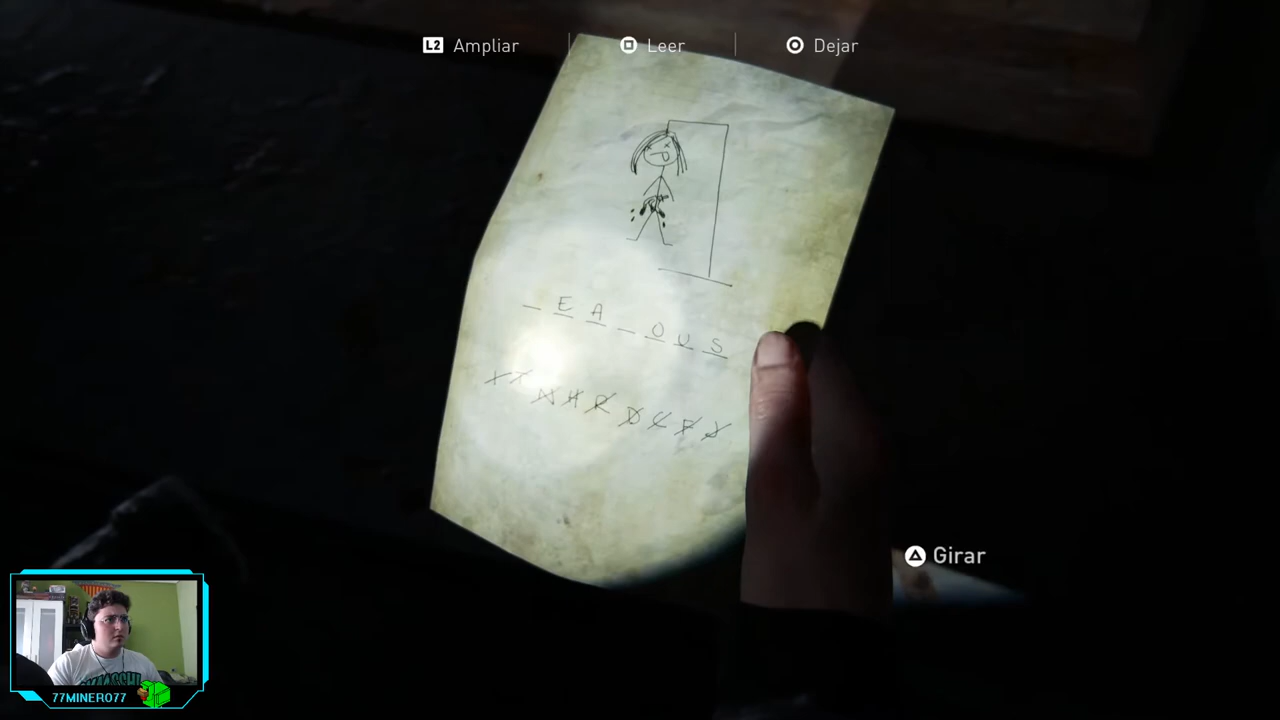 L2 Ampliar
Leer
Dejar
_ E A _ O U S
Girar
77MINERO77